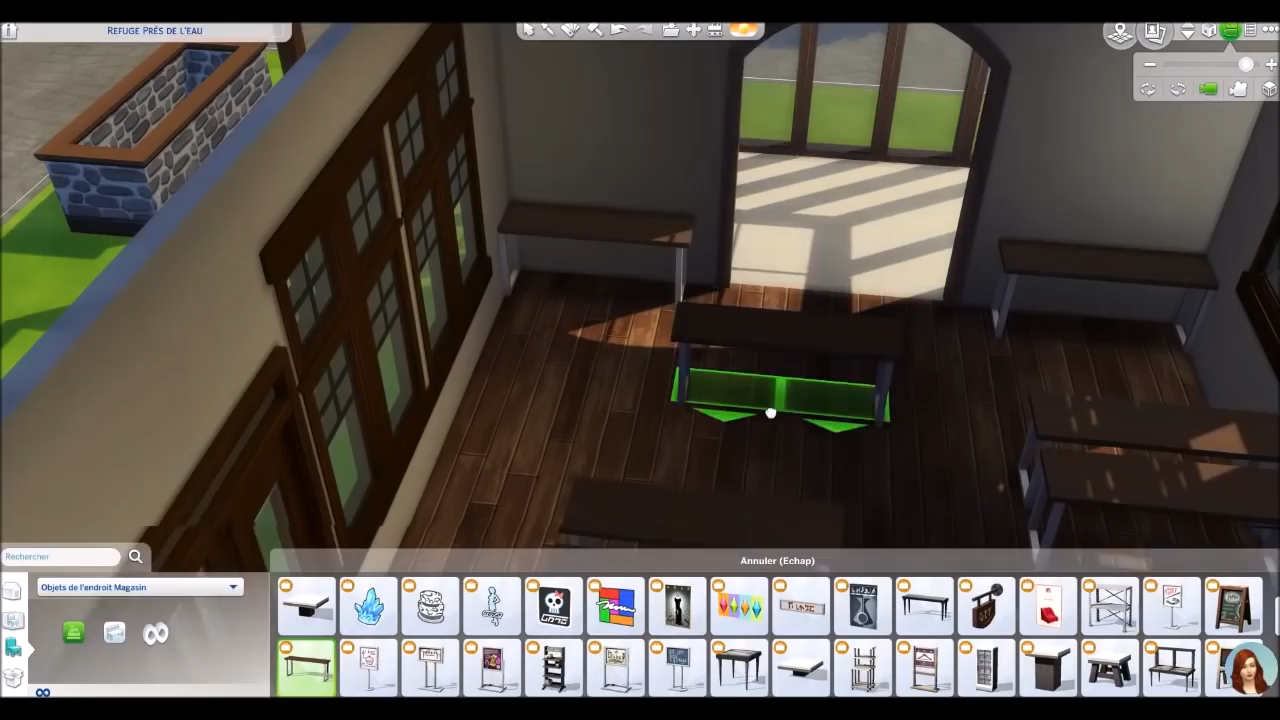 REFUGE PRÈS DE L'EAU
Annuler (Echap)
Rechercher
Objets de l'endroit Magasin